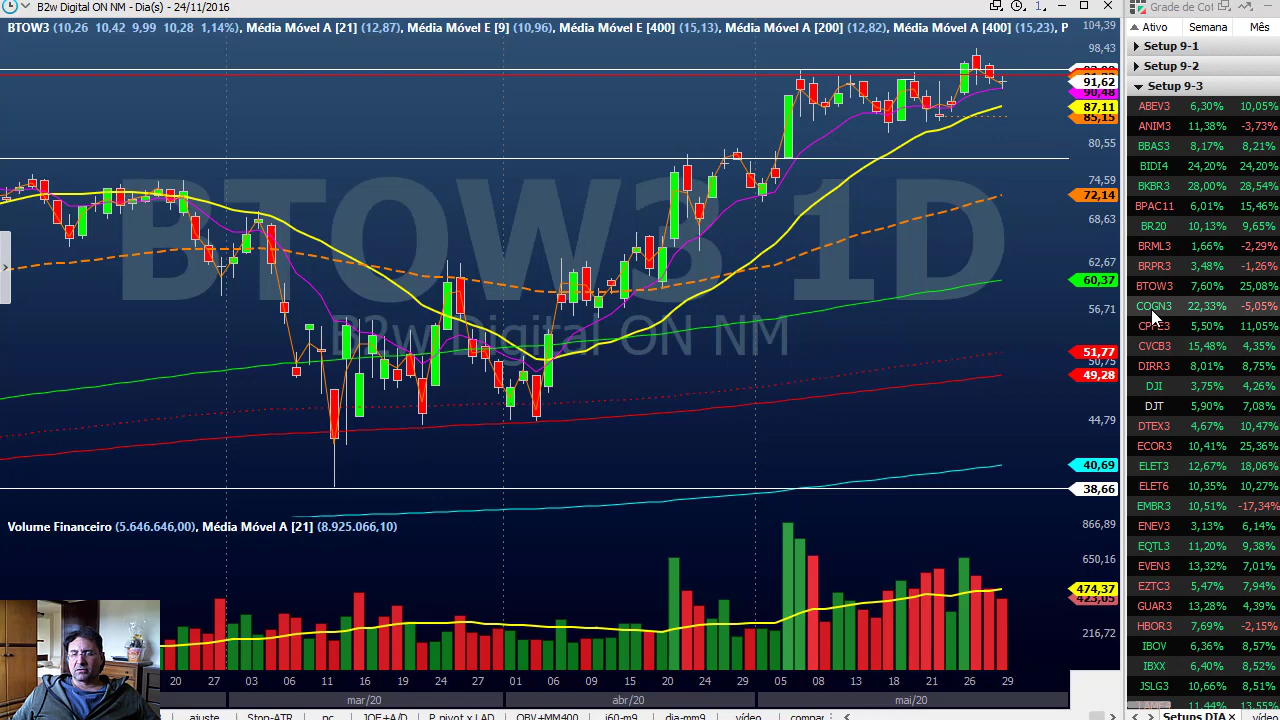 B2w Digital ON NM - Dia(s) - 24/11/2016
BTOW3 (10,26 10,42 9,99 10,28 1,14%), Média Móvel A [21] (12,87), Média Móvel E [9] (10,96), Média Móvel E [400] (15,13), Média Móvel A [200] (12,82), Média Móvel A [400] (15,23), P
104,39
98,43
91,62
90,48
87,11
85,15
80,55
74,59
72,14
68,63
62,67
60,37
56,71
51,77
50,75
49,28
44,79
40,69
38,66
BTOW3 1D
B2w Digital ON NM
Volume Financeiro (5.646.646,00), Média Móvel A [21] (8.925.066,10)
866,89
650,16
474,37
216,72
20 27 03 10 13 19 24 27 01 06 09 15 20 24 29 05 08 13 18 21 26 29
mar/20 abr/20 mai/20
ajuste Stop-ATR pc JOE+A/D P pivot x LAD OBV+MM400 i60-m9 dia-mm9 vídeo compar
Grade de Cot
Ativo Semana Mês
Setup 9-1
Setup 9-2
Setup 9-3
ABEV3 6,30% 10,05%
ANIM3 11,38% -3,73%
BBAS3 8,17% 8,21%
BIDI4 24,20% 24,20%
BKBR3 28,00% 28,54%
BPAC11 6,01% 15,46%
BR20 10,13% 9,65%
BRML3 1,66% -2,29%
BRPR3 3,48% -1,26%
BTOW3 7,60% 25,08%
COGN3 22,33% -5,05%
CPFE3 5,50% 11,05%
CVCB3 15,48% 4,35%
DIRR3 8,01% 8,75%
DJI 3,75% 4,26%
DJT 5,90% 7,08%
DTEX3 4,67% 10,47%
ECOR3 10,41% 25,36%
ELET3 12,67% 18,06%
ELET6 10,35% 10,27%
EMBR3 10,51% -17,34%
ENEV3 3,13% 6,14%
EQTL3 11,20% 9,38%
EVEN3 13,32% 7,01%
EZTC3 5,47% 7,94%
GUAR3 13,28% 4,39%
HBOR3 7,69% -2,15%
IBOV 6,36% 8,57%
IBXX 6,40% 8,52%
JSLG3 10,66% 8,51%
LAME4 11,44% 13,55%
Setups DIA vídeo